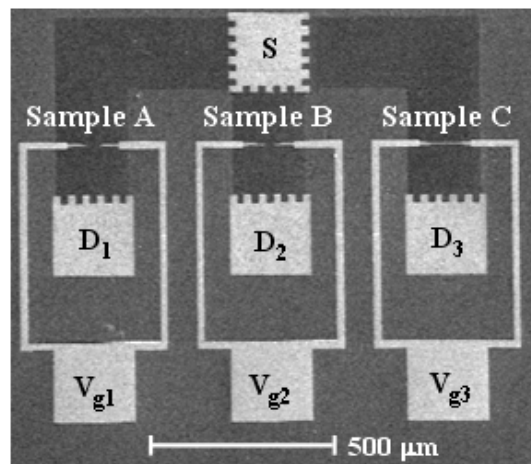 S
Sample A Sample B Sample C
D1 D2 D3
Vg1 Vg2 Vg3
500 μm